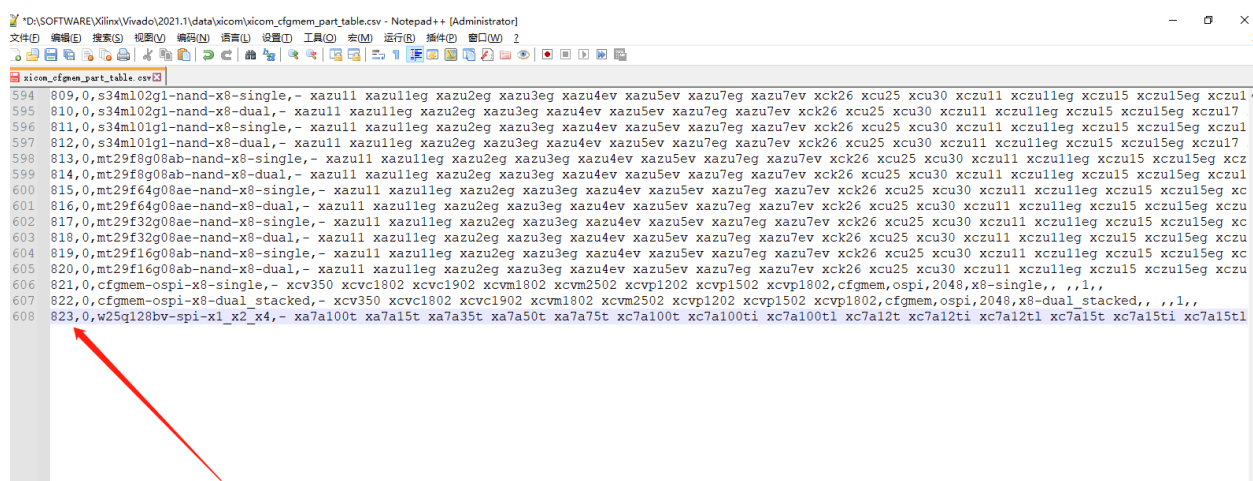 *D:\SOFTWARE\Xilinx\Vivado\2021.1\data\xicom\xicom_cfgmem_part_table.csv - Notepad++ [Administrator]
文件(F) 编辑(E) 搜索(S) 视图(V) 编码(N) 语言(L) 设置(T) 工具(O) 宏(M) 运行(R) 插件(P) 窗口(W) ?
xicom_cfgmem_part_table.csv
594 809,0,s34ml02g1-nand-x8-single,- xazu11 xazu11eg xazu2eg xazu3eg xazu4ev xazu5ev xazu7eg xazu7ev xck26 xcu25 xcu30 xczu11 xczu11eg xczu15 xczu15eg xczu1
595 810,0,s34ml02g1-nand-x8-dual,- xazu11 xazu11eg xazu2eg xazu3eg xazu4ev xazu5ev xazu7eg xazu7ev xck26 xcu25 xcu30 xczu11 xczu11eg xczu15 xczu15eg xczu17
596 811,0,s34ml01g1-nand-x8-single,- xazu11 xazu11eg xazu2eg xazu3eg xazu4ev xazu5ev xazu7eg xazu7ev xck26 xcu25 xcu30 xczu11 xczu11eg xczu15 xczu15eg xczu1
597 812,0,s34ml01g1-nand-x8-dual,- xazu11 xazu11eg xazu2eg xazu3eg xazu4ev xazu5ev xazu7eg xazu7ev xck26 xcu25 xcu30 xczu11 xczu11eg xczu15 xczu15eg xczu17
598 813,0,mt29f8g08ab-nand-x8-single,- xazu11 xazu11eg xazu2eg xazu3eg xazu4ev xazu5ev xazu7eg xazu7ev xck26 xcu25 xcu30 xczu11 xczu11eg xczu15 xczu15eg xcz
599 814,0,mt29f8g08ab-nand-x8-dual,- xazu11 xazu11eg xazu2eg xazu3eg xazu4ev xazu5ev xazu7eg xazu7ev xck26 xcu25 xcu30 xczu11 xczu11eg xczu15 xczu15eg xczu1
600 815,0,mt29f64g08ae-nand-x8-single,- xazu11 xazu11eg xazu2eg xazu3eg xazu4ev xazu5ev xazu7eg xazu7ev xck26 xcu25 xcu30 xczu11 xczu11eg xczu15 xczu15eg xc
601 816,0,mt29f64g08ae-nand-x8-dual,- xazu11 xazu11eg xazu2eg xazu3eg xazu4ev xazu5ev xazu7eg xazu7ev xck26 xcu25 xcu30 xczu11 xczu11eg xczu15 xczu15eg xczu
602 817,0,mt29f32g08ae-nand-x8-single,- xazu11 xazu11eg xazu2eg xazu3eg xazu4ev xazu5ev xazu7eg xazu7ev xck26 xcu25 xcu30 xczu11 xczu11eg xczu15 xczu15eg xc
603 818,0,mt29f32g08ae-nand-x8-dual,- xazu11 xazu11eg xazu2eg xazu3eg xazu4ev xazu5ev xazu7eg xazu7ev xck26 xcu25 xcu30 xczu11 xczu11eg xczu15 xczu15eg xczu
604 819,0,mt29f16g08ab-nand-x8-single,- xazu11 xazu11eg xazu2eg xazu3eg xazu4ev xazu5ev xazu7eg xazu7ev xck26 xcu25 xcu30 xczu11 xczu11eg xczu15 xczu15eg xc
605 820,0,mt29f16g08ab-nand-x8-dual,- xazu11 xazu11eg xazu2eg xazu3eg xazu4ev xazu5ev xazu7eg xazu7ev xck26 xcu25 xcu30 xczu11 xczu11eg xczu15 xczu15eg xczu
606 821,0,cfgmem-ospi-x8-single,- xcv350 xcvc1802 xcvc1902 xcvm1802 xcvm2502 xcvp1202 xcvp1502 xcvp1802,cfgmem,ospi,2048,x8-single,, ,,1,,
607 822,0,cfgmem-ospi-x8-dual_stacked,- xcv350 xcvc1802 xcvc1902 xcvm1802 xcvm2502 xcvp1202 xcvp1502 xcvp1802,cfgmem,ospi,2048,x8-dual_stacked,, ,,1,,
608 823,0,w25q128bv-spi-x1_x2_x4,- xa7a100t xa7a15t xa7a35t xa7a50t xa7a75t xc7a100t xc7a100ti xc7a100tl xc7a12t xc7a12ti xc7a12tl xc7a15t xc7a15ti xc7a15tl